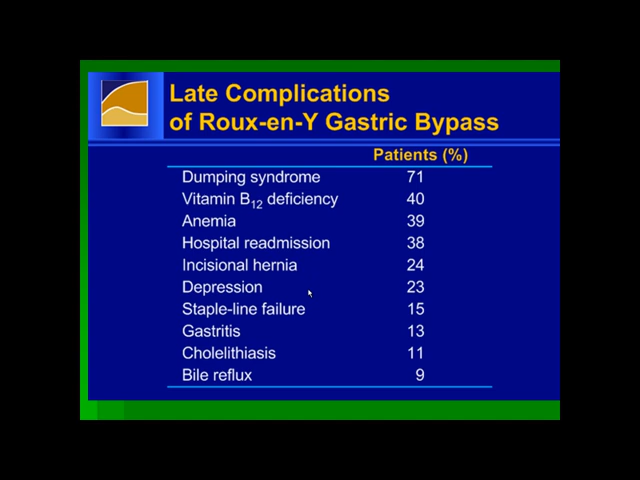 Late Complications
of Roux-en-Y Gastric Bypass
Patients (%)
Dumping syndrome 71
Vitamin B12 deficiency 40
Anemia 39
Hospital readmission 38
Incisional hernia 24
Depression 23
Staple-line failure 15
Gastritis 13
Cholelithiasis 11
Bile reflux 9